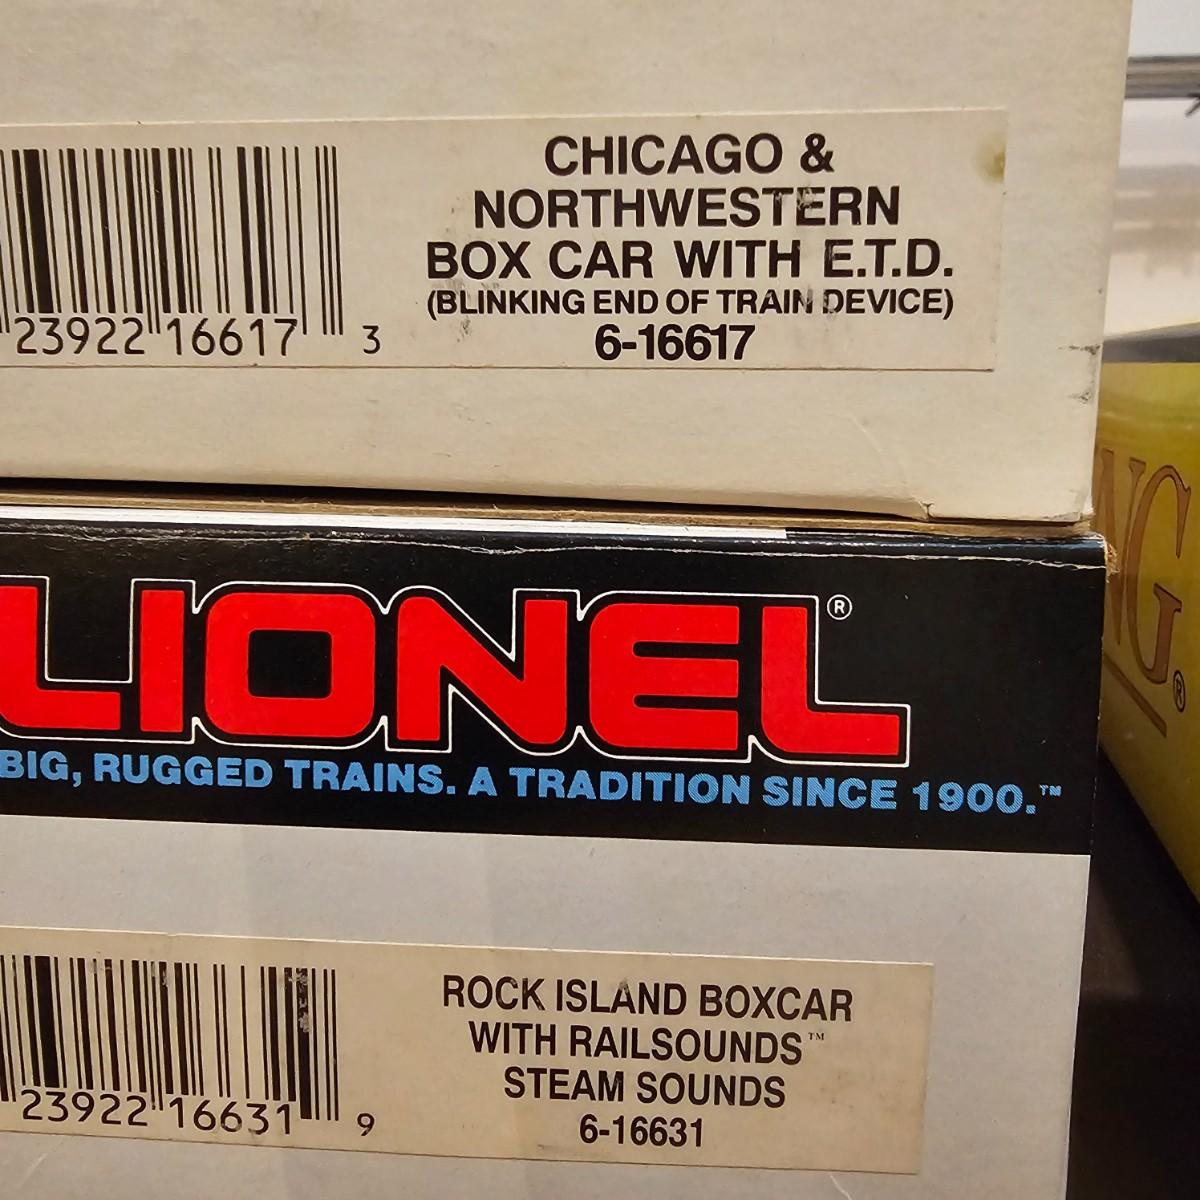 CHICAGO &
NORTHWESTERN
BOX CAR WITH E.T.D.
(BLINKING END OF TRAIN DEVICE)
6-16617
23922 16617 3
LIONEL®
BIG, RUGGED TRAINS. A TRADITION SINCE 1900.™
ROCK ISLAND BOXCAR
WITH RAILSOUNDS™
STEAM SOUNDS
6-16631
23922 16631 9
NG®